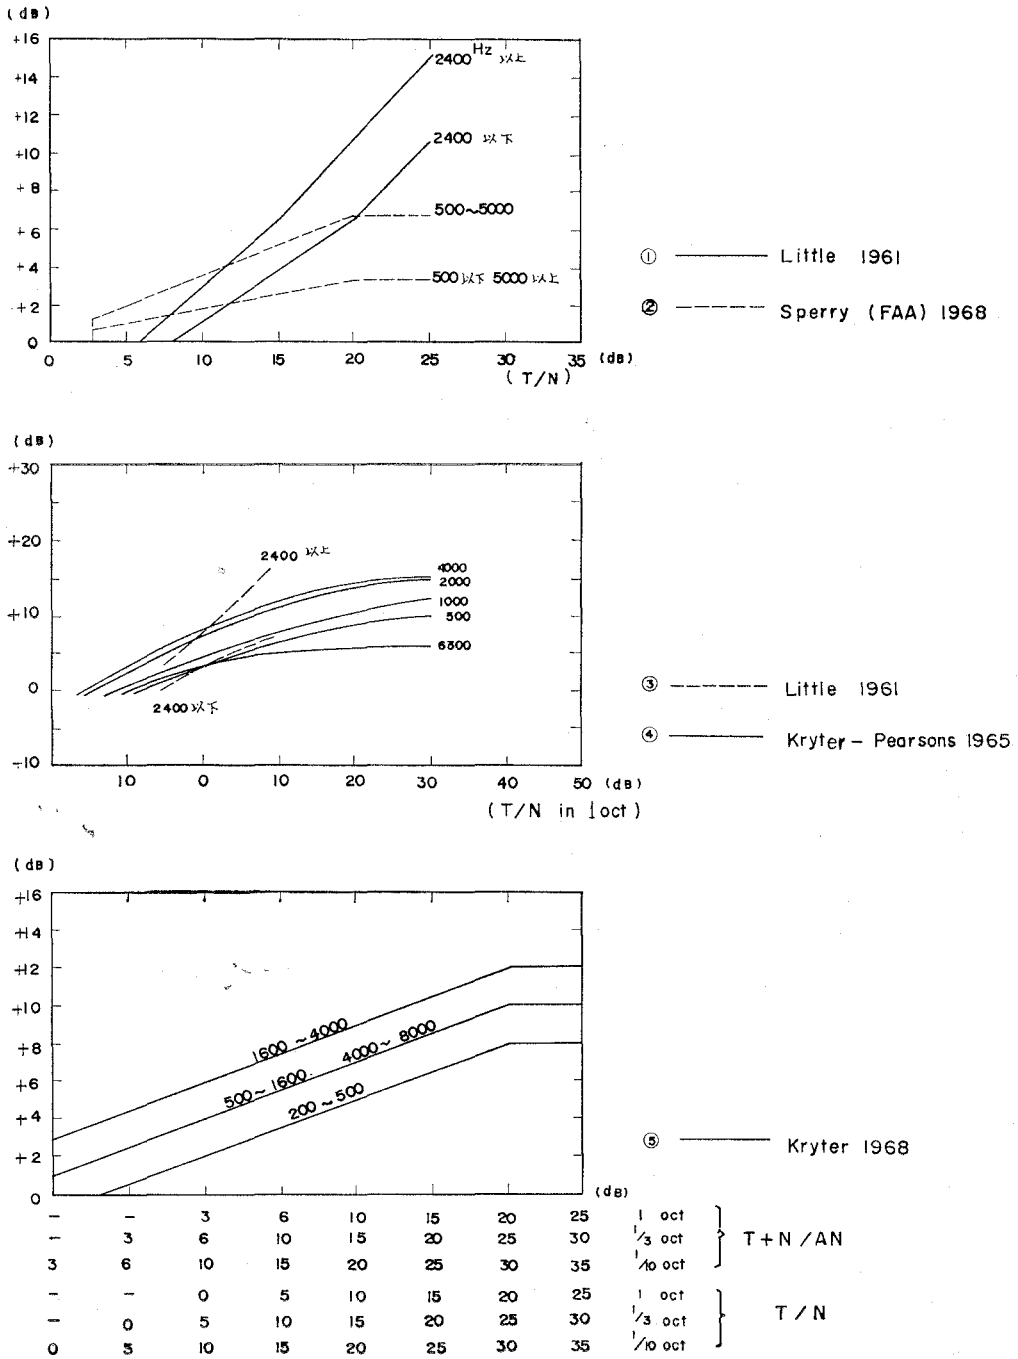 (dB)
+16
+14
+12
+10
+8
+6
+4
+2
0
2400Hz 以上
2400 以下
500~5000
500以下 5000以上
0 5 10 15 20 25 30 35 (dB)
(T/N)
① Little 1961
② Sperry (FAA) 1968
(dB)
+30
+20
+10
0
-10
2400 以上
4000
2000
1000
500
6300
2400以下
10 0 10 20 30 40 50 (dB)
(T/N in 1oct)
③ Little 1961
④ Kryter - Pearsons 1965
(dB)
+16
+14
+12
+10
+8
+6
+4
+2
0
1600~4000
500~1600. 4000~8000
200~500
(dB)
⑤ Kryter 1968
- - 3 6 10 15 20 25 1 oct
- 3 6 10 15 20 25 30 1/3 oct
3 6 10 15 20 25 30 35 1/10 oct
T+N/AN
- - 0 5 10 15 20 25 1 oct
- 0 5 10 15 20 25 30 1/3 oct
0 5 10 15 20 25 30 35 1/10 oct
T/N